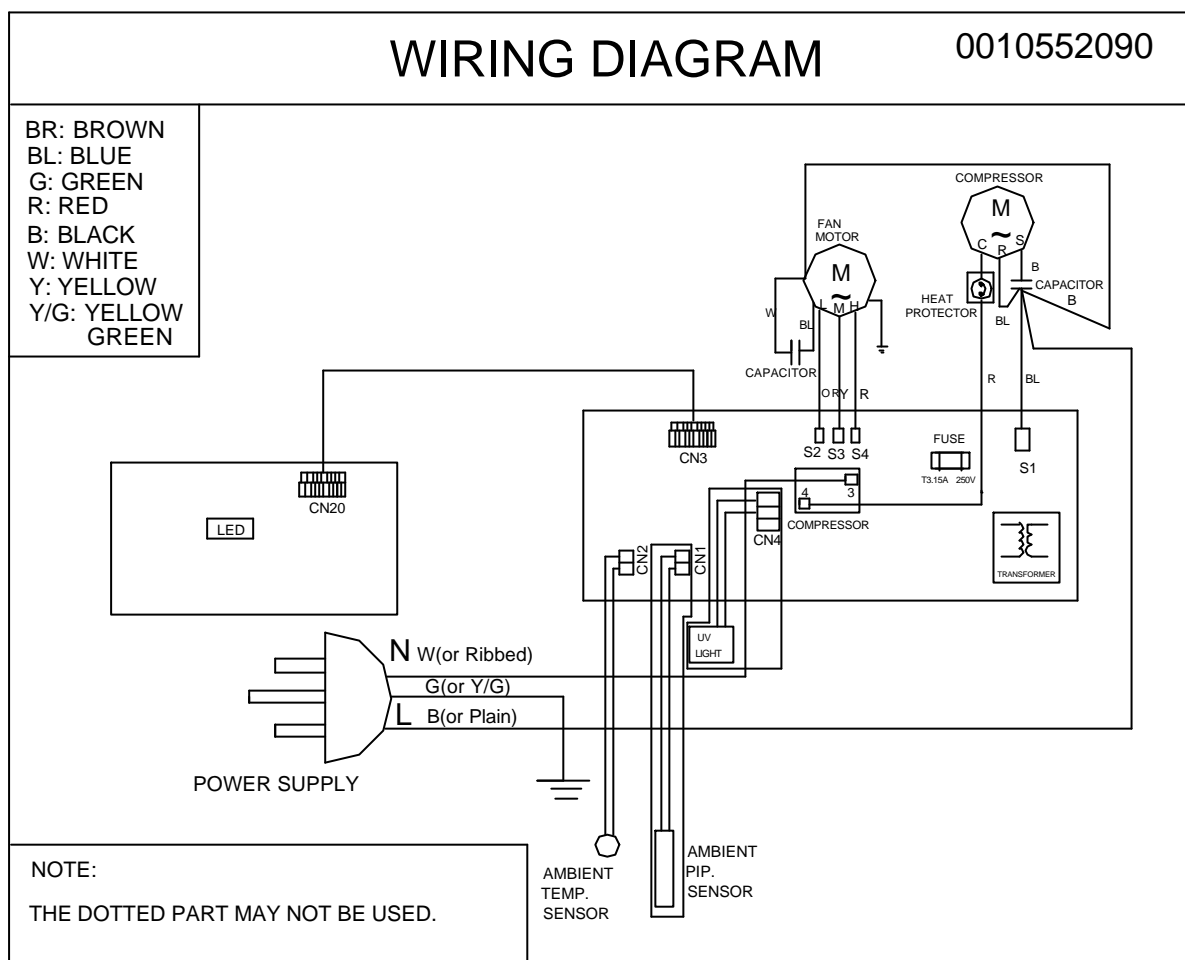 WIRING DIAGRAM
0010552090
BR: BROWN
BL: BLUE
G: GREEN
R: RED
B: BLACK
W: WHITE
Y: YELLOW
Y/G: YELLOW
GREEN
COMPRESSOR
M
~
C R S
B
CAPACITOR
B
HEAT
PROTECTOR
BL
R
BL
FAN
MOTOR
M
~
L M H
W
BL
CAPACITOR
OR Y R
CN3
S2 S3 S4
FUSE
T3.15A 250V
S1
4
3
COMPRESSOR
TRANSFORMER
CN4
CN2
CN1
UV
LIGHT
CN20
LED
N W(or Ribbed)
G(or Y/G)
L B(or Plain)
POWER SUPPLY
AMBIENT
TEMP.
SENSOR
AMBIENT
PIP.
SENSOR
NOTE:
THE DOTTED PART MAY NOT BE USED.